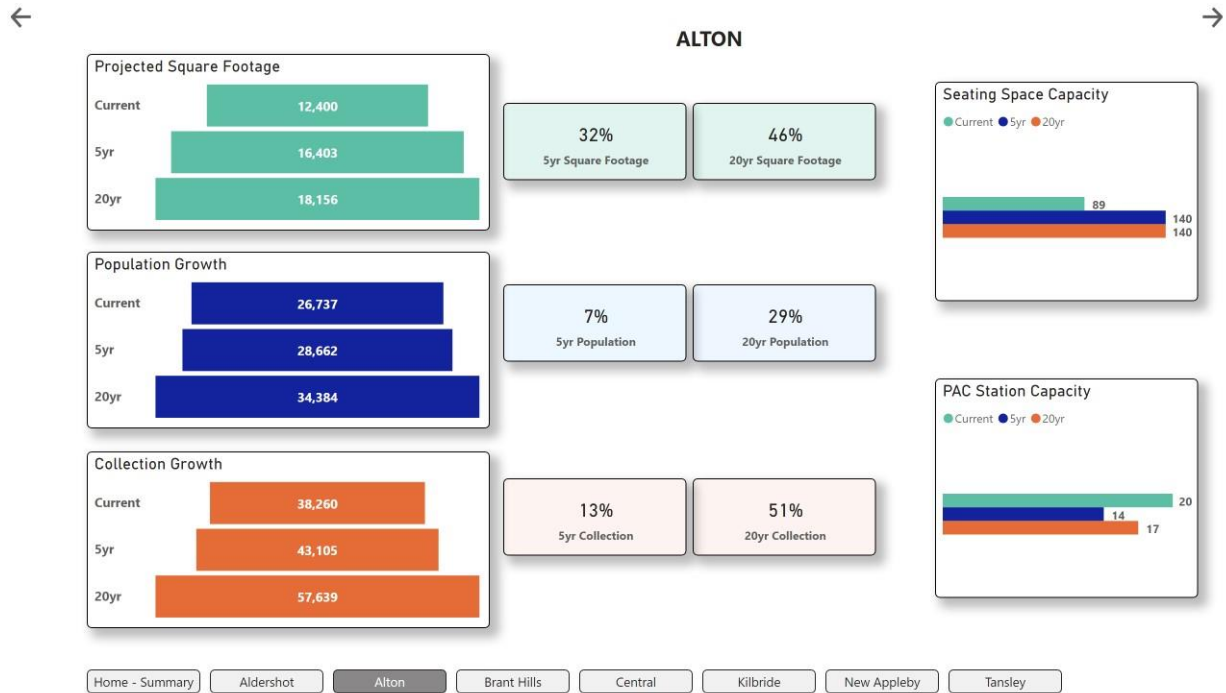 ALTON
Projected Square Footage
Current 12,400
5yr 16,403
20yr 18,156
32%
5yr Square Footage
46%
20yr Square Footage
Seating Space Capacity
Current 5yr 20yr
89
140
140
Population Growth
Current 26,737
5yr 28,662
20yr 34,384
7%
5yr Population
29%
20yr Population
PAC Station Capacity
Current 5yr 20yr
20
14
17
Collection Growth
Current 38,260
5yr 43,105
20yr 57,639
13%
5yr Collection
51%
20yr Collection
Home - Summary Aldershot Alton Brant Hills Central Kilbride New Appleby Tansley